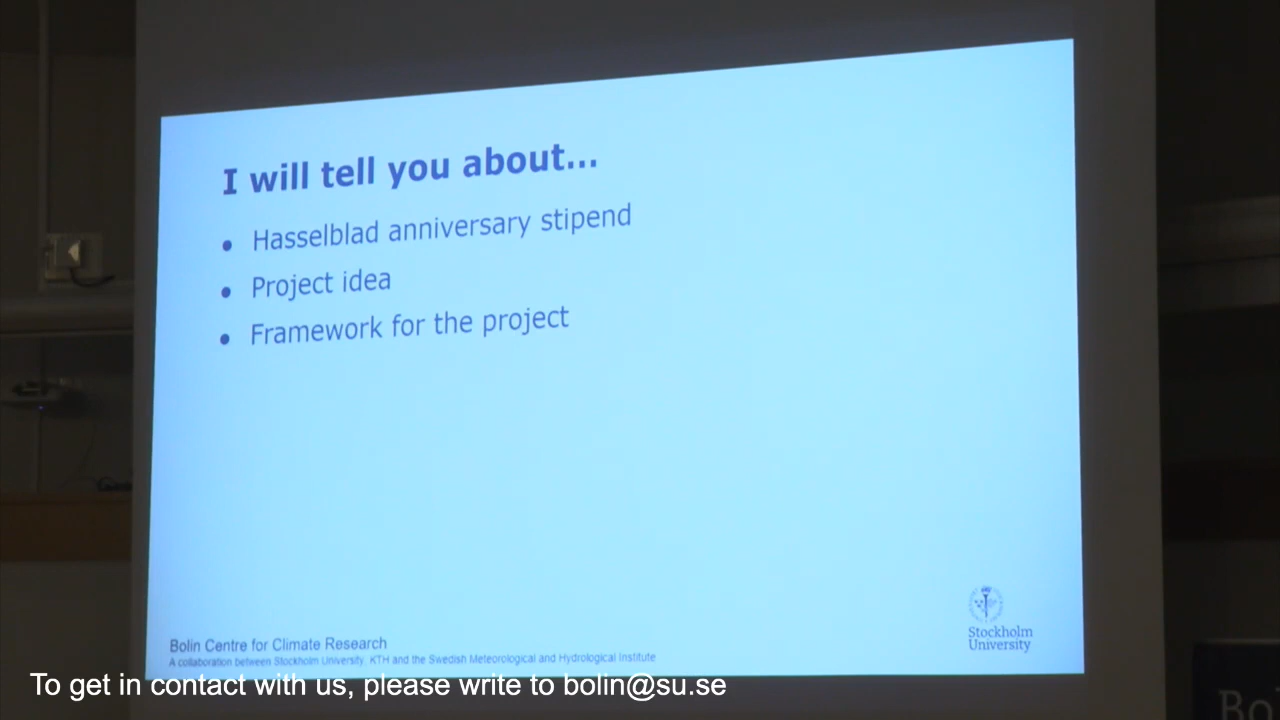 I will tell you about...
• Hasselblad anniversary stipend
• Project idea
• Framework for the project
Bolin Centre for Climate Research
A collaboration between Stockholm University, KTH and the Swedish Meteorological and Hydrological Institute
Stockholm
University
To get in contact with us, please write to bolin@su.se